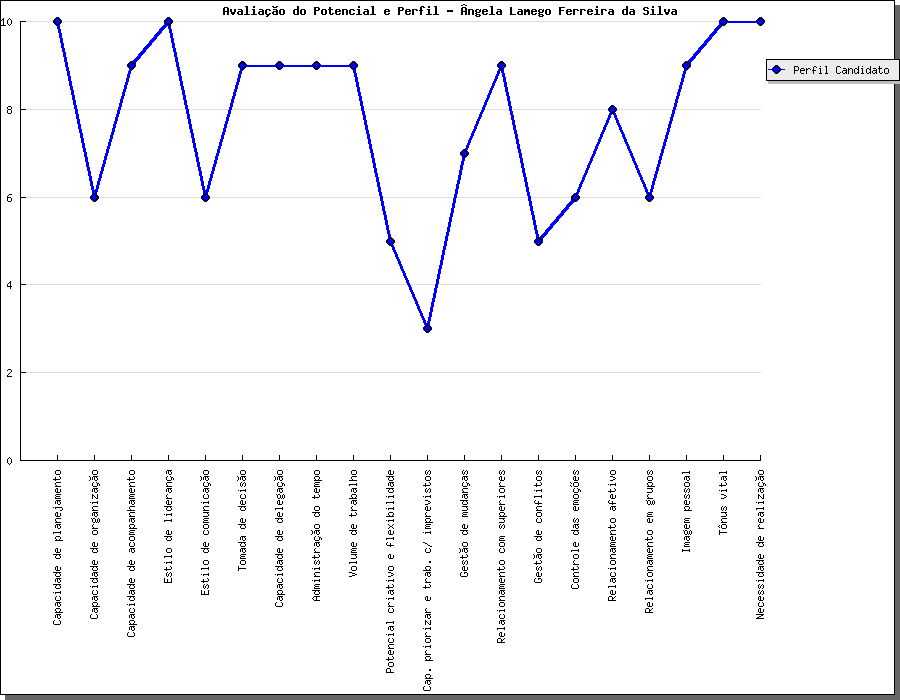 Avaliação do Potencial e Perfil - Ângela Lamego Ferreira da Silva
Perfil Candidato
10
8
6
4
2
0
Capacidade de planejamento
Capacidade de organização
Capacidade de acompanhamento
Estilo de liderança
Estilo de comunicação
Tomada de decisão
Capacidade de delegação
Administração do tempo
Volume de trabalho
Potencial criativo e flexibilidade
Cap. priorizar e trab. c/ imprevistos
Gestão de mudanças
Relacionamento com superiores
Gestão de conflitos
Controle das emoções
Relacionamento afetivo
Relacionamento em grupos
Imagem pessoal
Tônus vital
Necessidade de realização